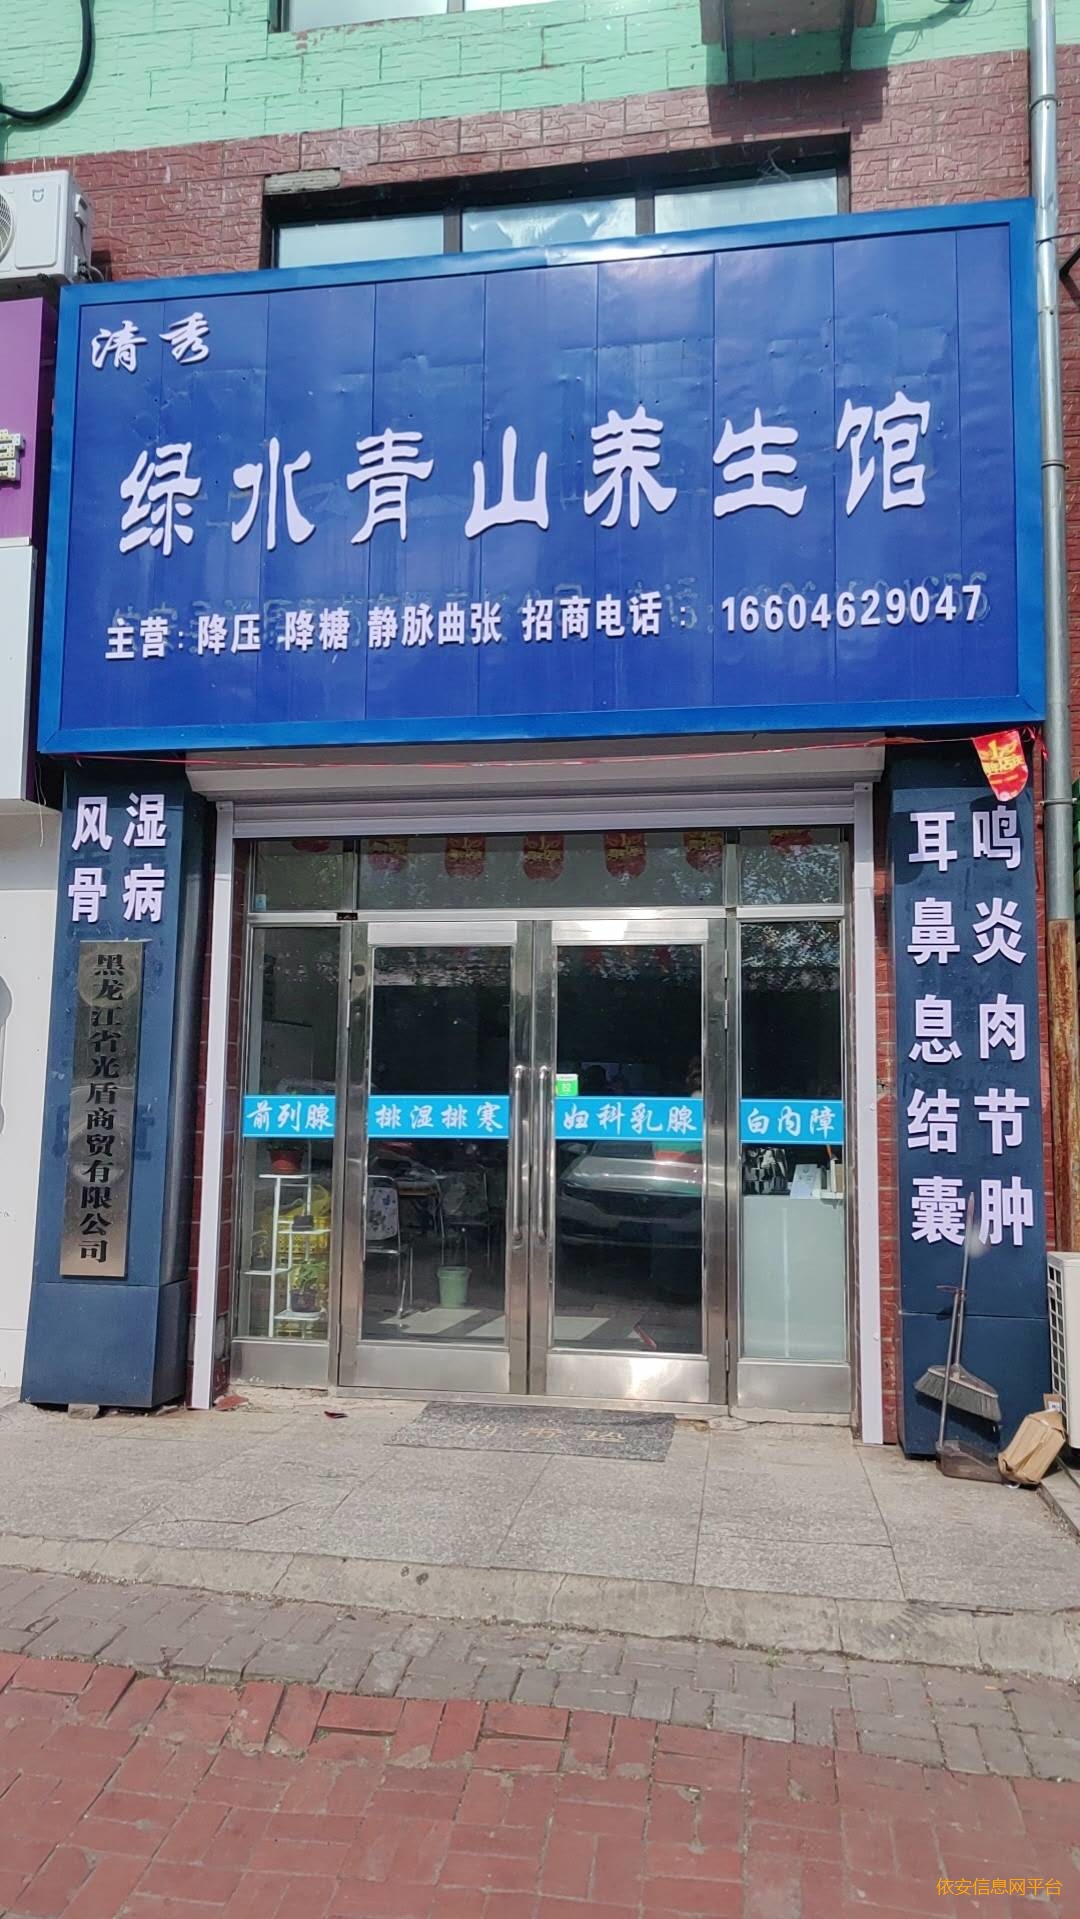 清秀
绿水青山养生馆
主营：降压 降糖 静脉曲张 招商电话：16604629047
风湿
骨病
黑龙江省光盾商贸有限公司
耳鸣
鼻炎
息肉
结节
囊肿
前列腺
排湿排寒
妇科乳腺
白内障
依安信息网平台